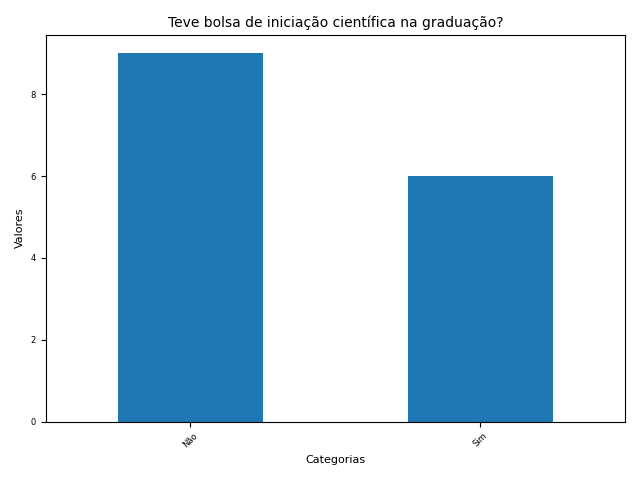 Teve bolsa de iniciação científica na graduação?
Valores
8
6
4
2
0
Não
Sim
Categorias